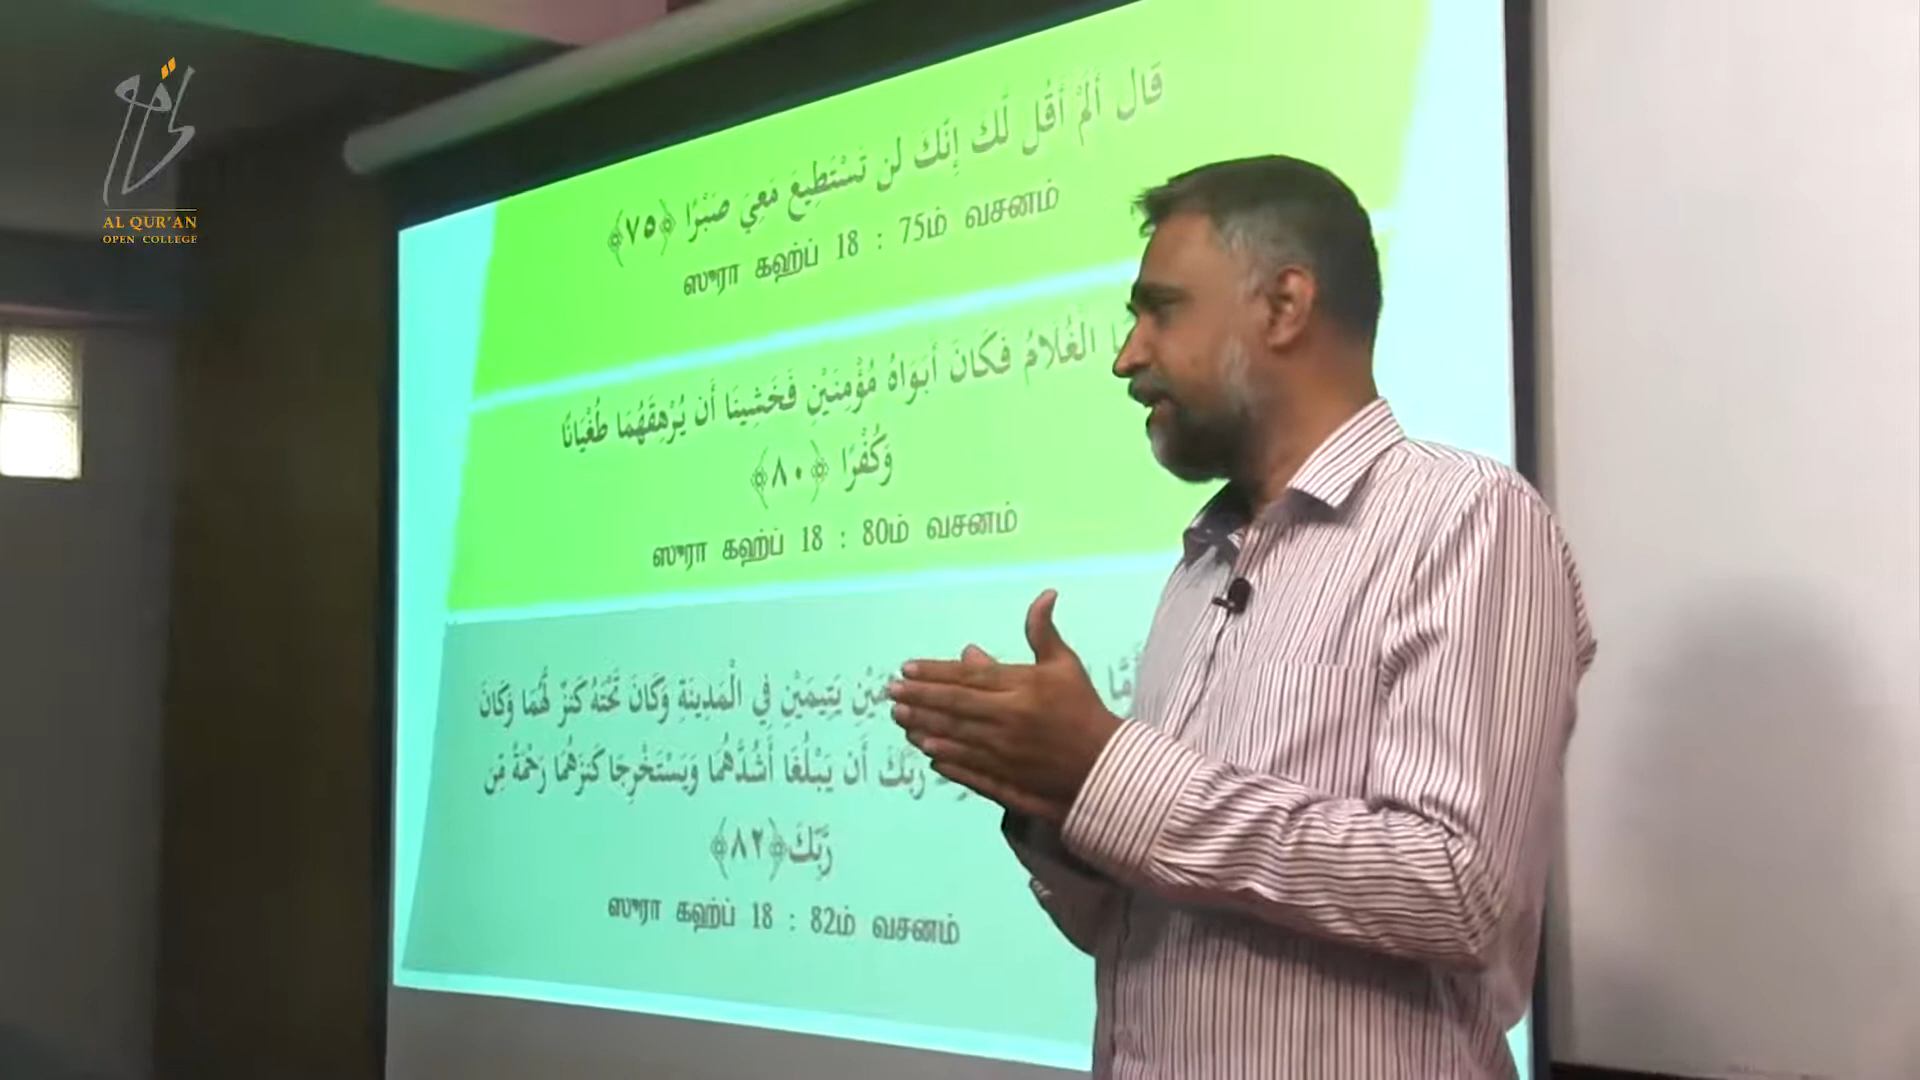 AL QUR'AN
OPEN COLLEGE
قَالَ أَلَمْ أَقُل لَّكَ إِنَّكَ لَن تَسْتَطِيعَ مَعِيَ صَبْرًا ﴿٧٥﴾
ஸுரா கஹ்ப் 18 : 75ம் வசனம்
الْغُلَامُ فَكَانَ أَبَوَاهُ مُؤْمِنَيْنِ فَخَشِينَا أَن يُرْهِقَهُمَا طُغْيَانًا
وَكُفْرًا ﴿٨٠﴾
ஸுரா கஹ்ப் 18 : 80ம் வசனம்
يَتِيمَيْنِ فِي الْمَدِينَةِ وَكَانَ تَحْتَهُ كَنزٌ لَّهُمَا وَكَانَ
رَبُّكَ أَن يَبْلُغَا أَشُدَّهُمَا وَيَسْتَخْرِجَا كَنزَهُمَا رَحْمَةً مِّن
رَّبِّكَ﴿٨٢﴾
ஸுரா கஹ்ப் 18 : 82ம் வசனம்